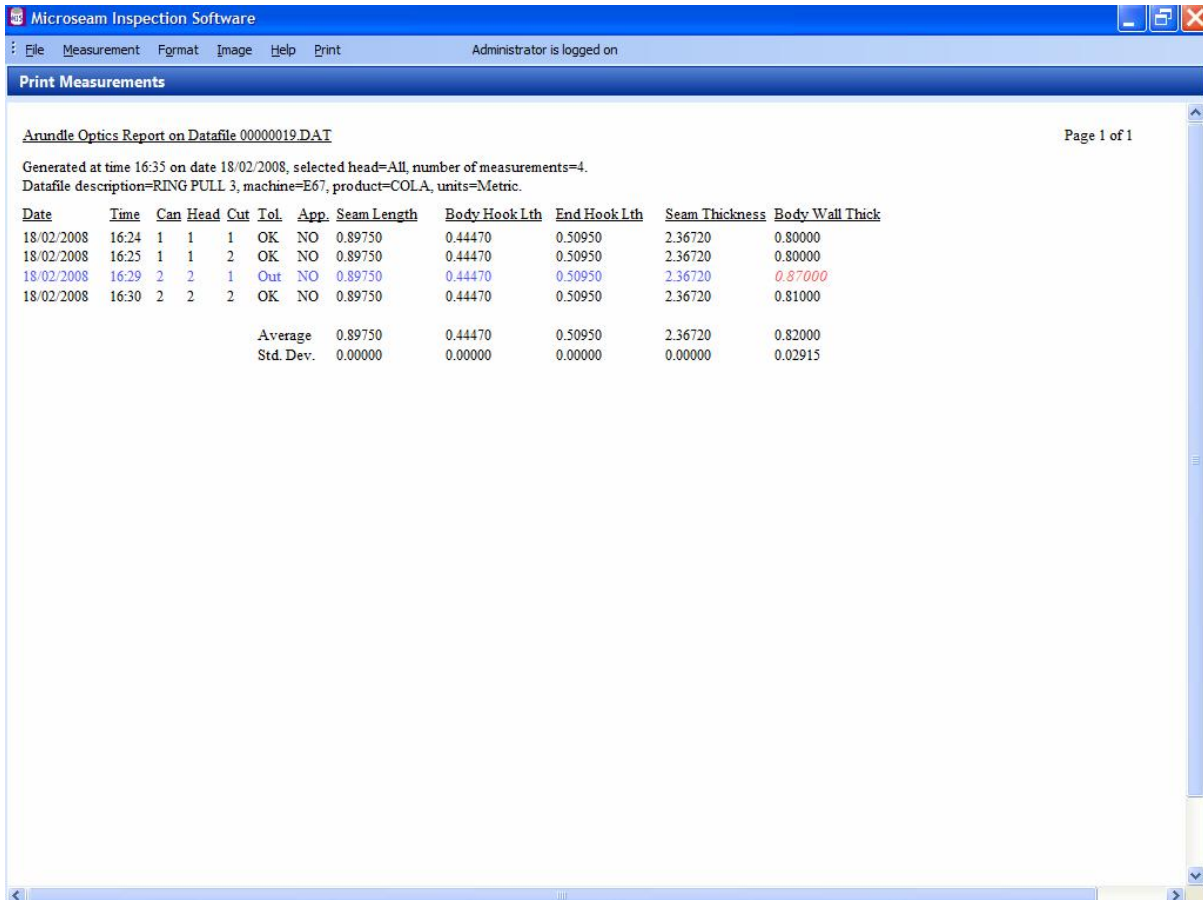 Microseam Inspection Software
File Measurement Format Image Help Print Administrator is logged on
Print Measurements
Arundle Optics Report on Datafile 00000019.DAT Page 1 of 1
Generated at time 16:35 on date 18/02/2008, selected head=All, number of measurements=4.
Datafile description=RING PULL 3, machine=E67, product=COLA, units=Metric.
Date Time Can Head Cut Tol. App. Seam Length Body Hook Lth End Hook Lth Seam Thickness Body Wall Thick
18/02/2008 16:24 1 1 1 OK NO 0.89750 0.44470 0.50950 2.36720 0.80000
18/02/2008 16:25 1 1 2 OK NO 0.89750 0.44470 0.50950 2.36720 0.80000
18/02/2008 16:29 2 2 1 Out NO 0.89750 0.44470 0.50950 2.36720 0.87000
18/02/2008 16:30 2 2 2 OK NO 0.89750 0.44470 0.50950 2.36720 0.81000
Average 0.89750 0.44470 0.50950 2.36720 0.82000
Std. Dev. 0.00000 0.00000 0.00000 0.00000 0.02915